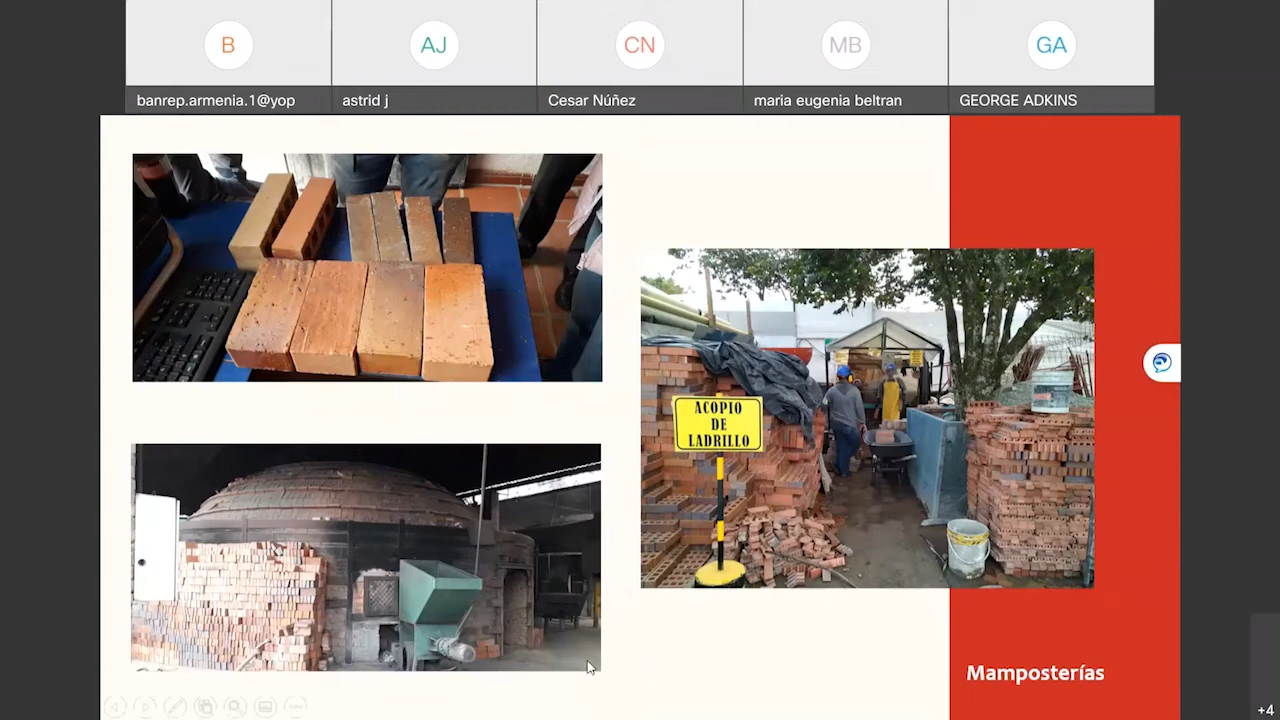 B
AJ
CN
MB
GA
banrep.armenia.1@yop
astrid j
Cesar Núñez
maria eugenia beltran
GEORGE ADKINS
ACOPIO
DE
LADRILLO
Mamposterías
+4